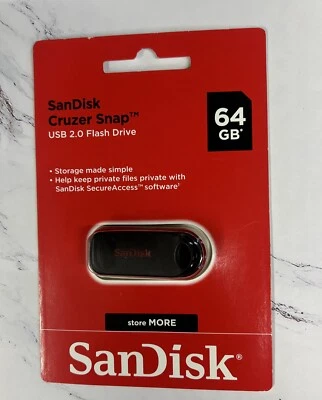 SanDisk
Cruzer Snap™
USB 2.0 Flash Drive
64
GB*
• Storage made simple
• Help keep private files private with
SanDisk SecureAccess™ software¹
SanDisk
store MORE
SanDisk®